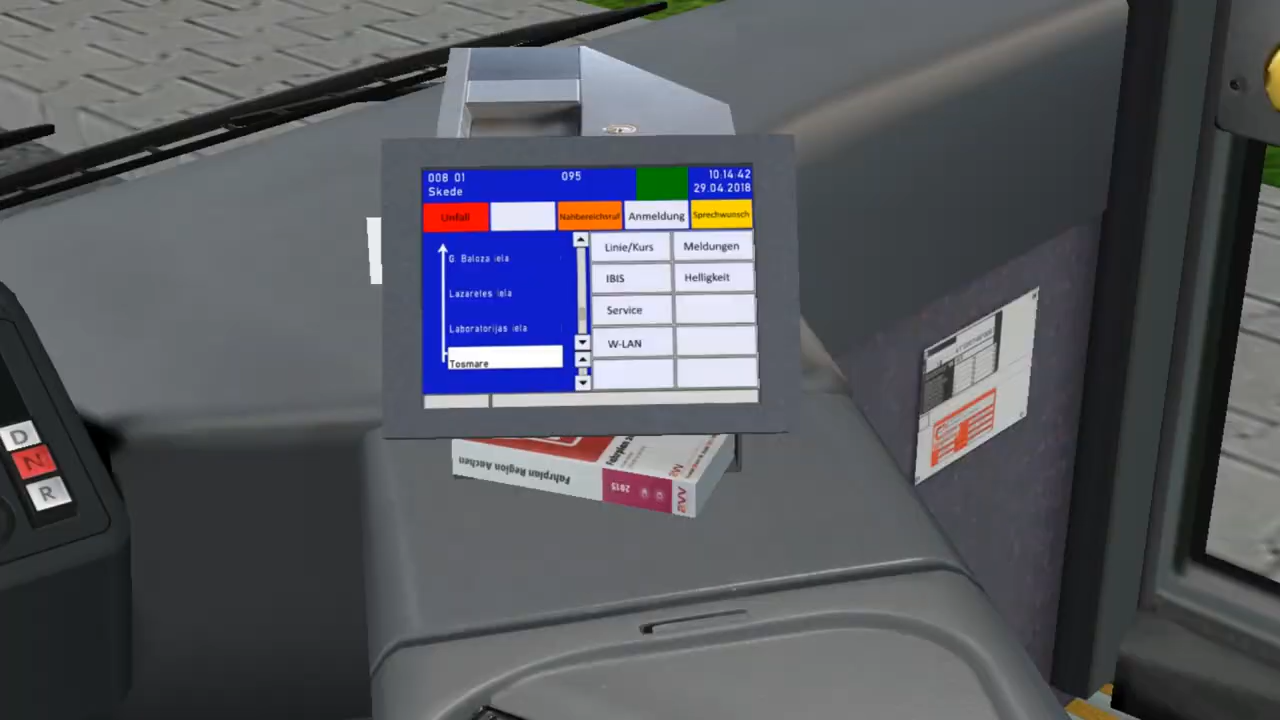 008 01
095
10:14:42
Skede
29.04.2018
Unfall
Nahbereichsruf
Anmeldung
Sprechwunsch
G. Baloza iela
Lazaretes iela
Laboratorijas iela
Tosmare
Linie/Kurs
Meldungen
IBIS
Helligkeit
Service
W-LAN
D
N
R
Fahrplan Region Aachen
2015
AVV